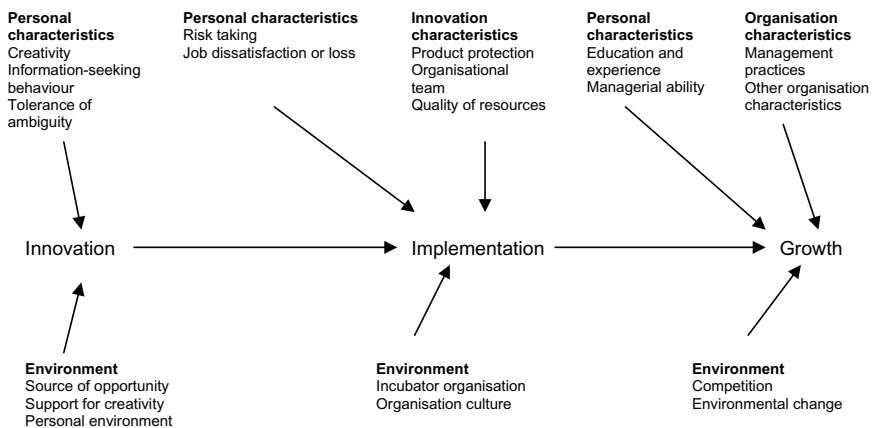 Personal
characteristics
Creativity
Information-seeking
behaviour
Tolerance of
ambiguity
Personal characteristics
Risk taking
Job dissatisfaction or loss
Innovation
characteristics
Product protection
Organisational
team
Quality of resources
Personal
characteristics
Education and
experience
Managerial ability
Organisation
characteristics
Management
practices
Other organisation
characteristics
Innovation
Implementation
Growth
Environment
Source of opportunity
Support for creativity
Personal environment
Environment
Incubator organisation
Organisation culture
Environment
Competition
Environmental change